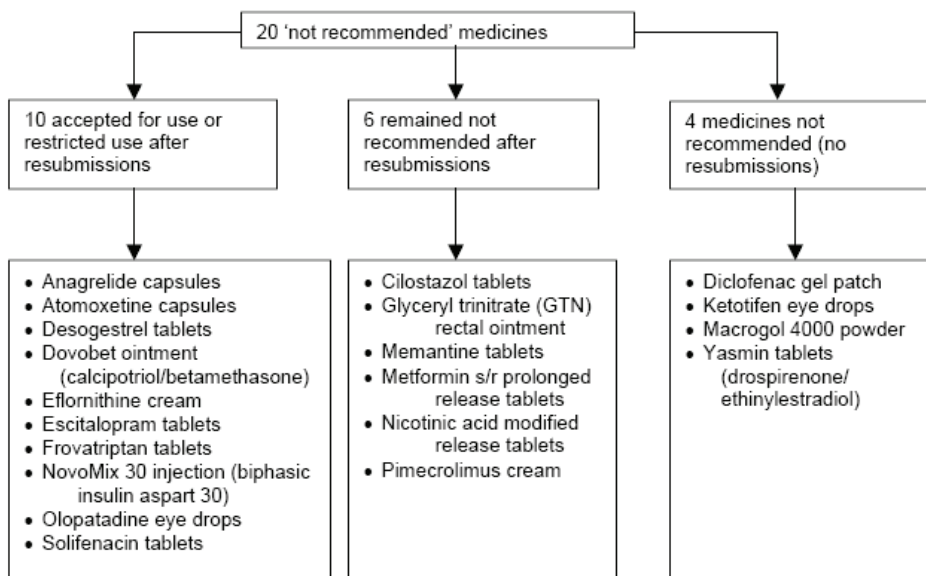 20 ‘not recommended’ medicines
10 accepted for use or
restricted use after
resubmissions
6 remained not
recommended after
resubmissions
4 medicines not
recommended (no
resubmissions)
• Anagrelide capsules
• Atomoxetine capsules
• Desogestrel tablets
• Dovobet ointment
(calcipotriol/betamethasone)
• Eflornithine cream
• Escitalopram tablets
• Frovatriptan tablets
• NovoMix 30 injection (biphasic
insulin aspart 30)
• Olopatadine eye drops
• Solifenacin tablets
• Cilostazol tablets
• Glyceryl trinitrate (GTN)
rectal ointment
• Memantine tablets
• Metformin s/r prolonged
release tablets
• Nicotinic acid modified
release tablets
• Pimecrolimus cream
• Diclofenac gel patch
• Ketotifen eye drops
• Macrogol 4000 powder
• Yasmin tablets
(drospirenone/
ethinylestradiol)